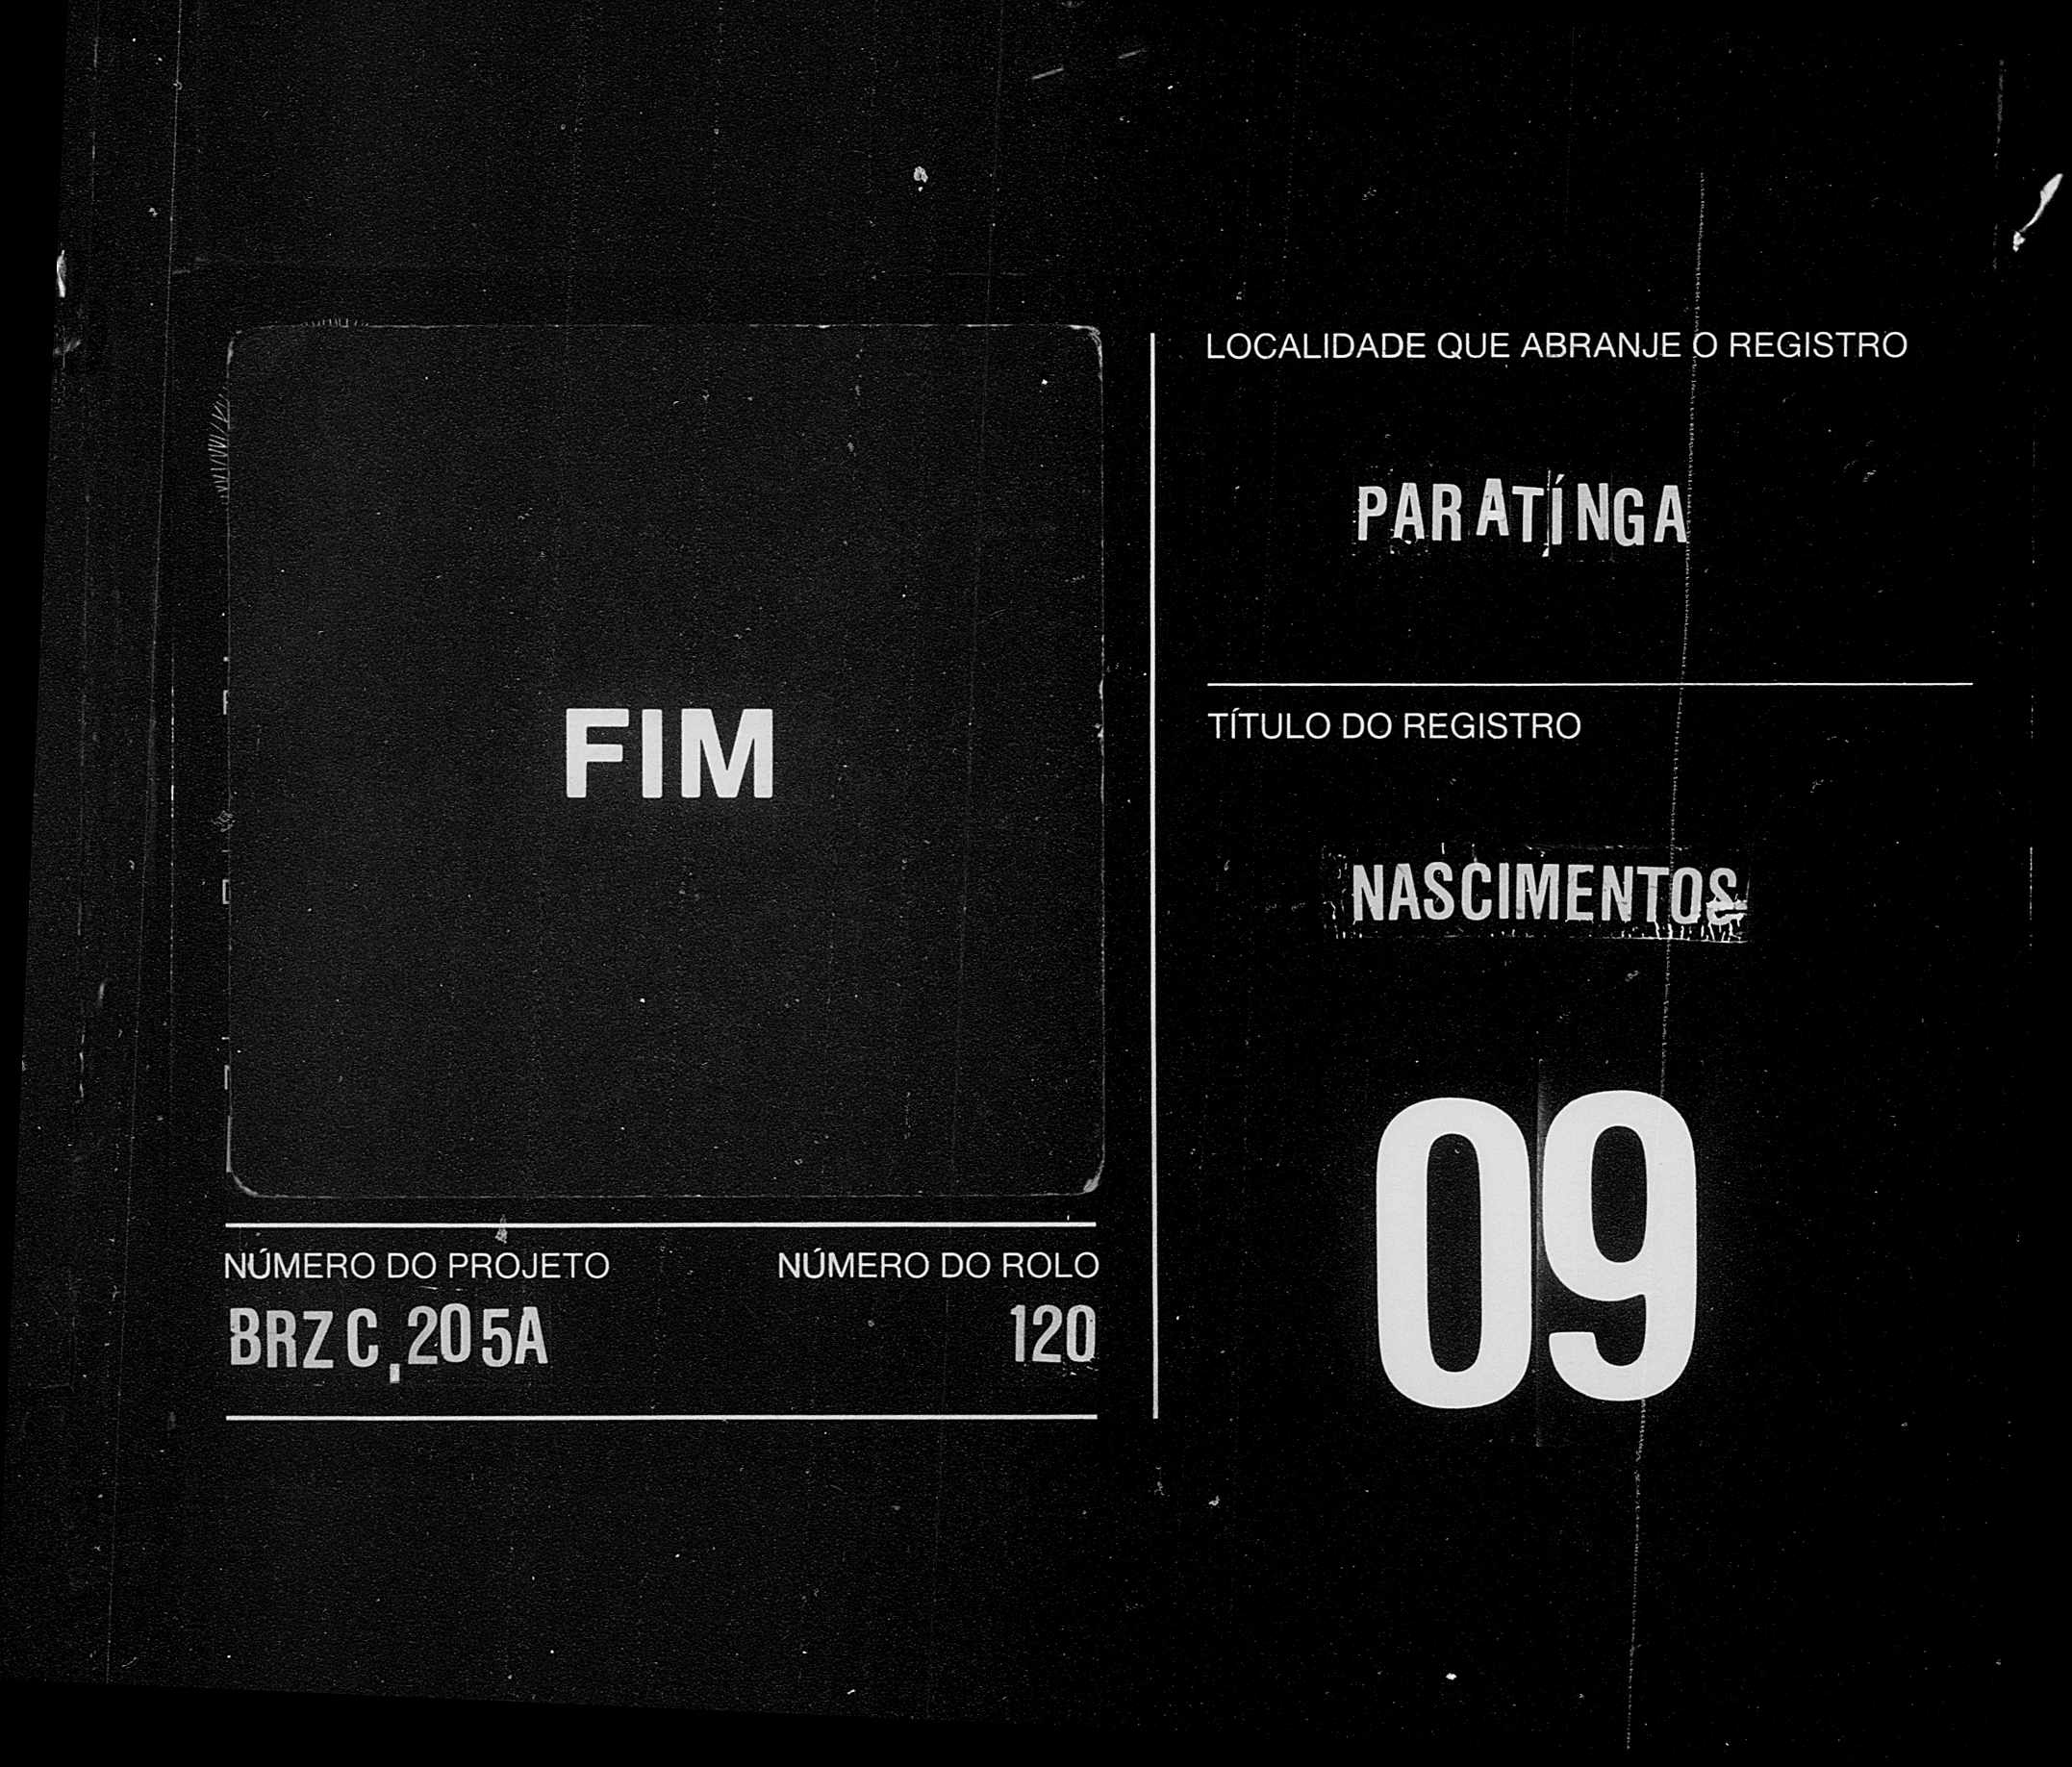 FIM
NÚMERO DO PROJETO
BRZ C.205A
NÚMERO DO ROLO
120
LOCALIDADE QUE ABRANJE O REGISTRO
PARATÍNGA
TÍTULO DO REGISTRO
NASCIMENTOS
09